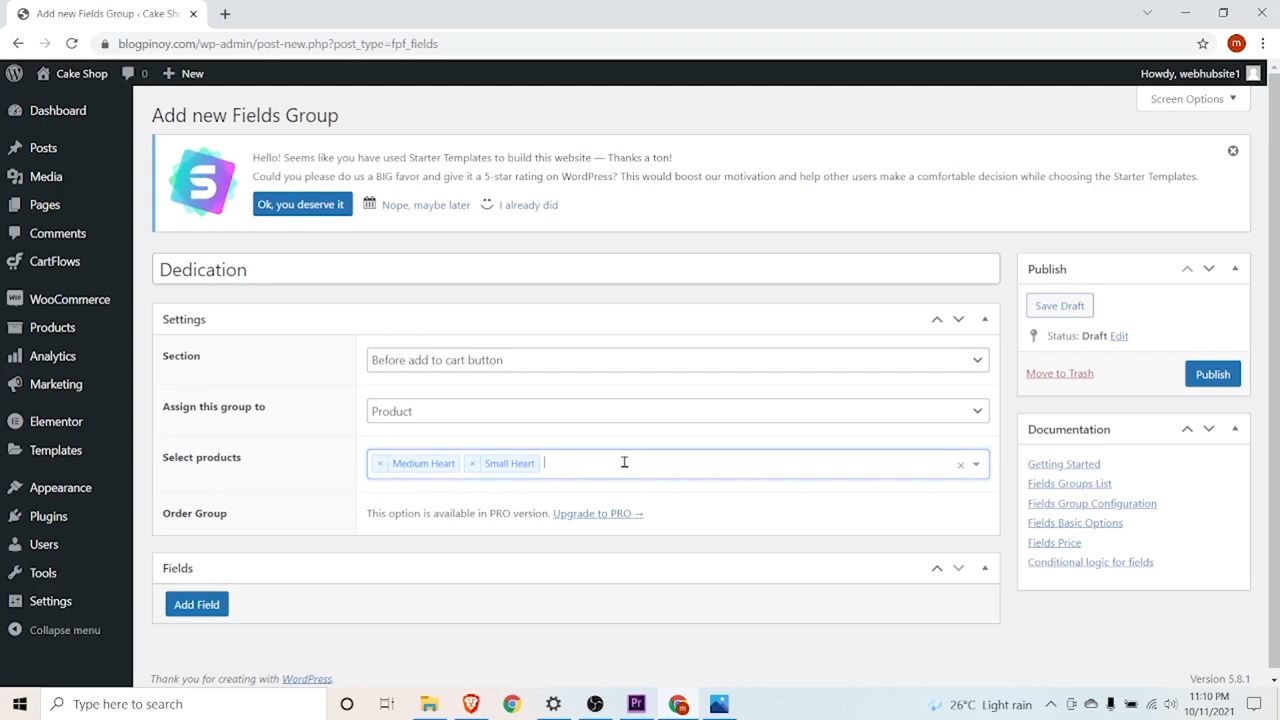 Add new Fields Group ‹ Cake Sho
blogpinoy.com/wp-admin/post-new.php?post_type=fpf_fields
m
Cake Shop
0
New
Howdy, webhubsite1
Screen Options
Dashboard
Posts
Media
Pages
Comments
CartFlows
WooCommerce
Products
Analytics
Marketing
Elementor
Templates
Appearance
Plugins
Users
Tools
Settings
Collapse menu
Add new Fields Group
Hello! Seems like you have used Starter Templates to build this website — Thanks a ton!
Could you please do us a BIG favor and give it a 5-star rating on WordPress? This would boost our motivation and help other users make a comfortable decision while choosing the Starter Templates.
Ok, you deserve it
Nope, maybe later
I already did
Dedication
Settings
Section
Before add to cart button
Assign this group to
Product
Select products
× Medium Heart × Small Heart
Order Group
This option is available in PRO version. Upgrade to PRO →
Fields
Add Field
Publish
Save Draft
Status: Draft Edit
Move to Trash
Publish
Documentation
Getting Started
Fields Groups List
Fields Group Configuration
Fields Basic Options
Fields Price
Conditional logic for fields
Thank you for creating with WordPress.
Version 5.8.1
Type here to search
26°C Light rain
11:10 PM
10/11/2021